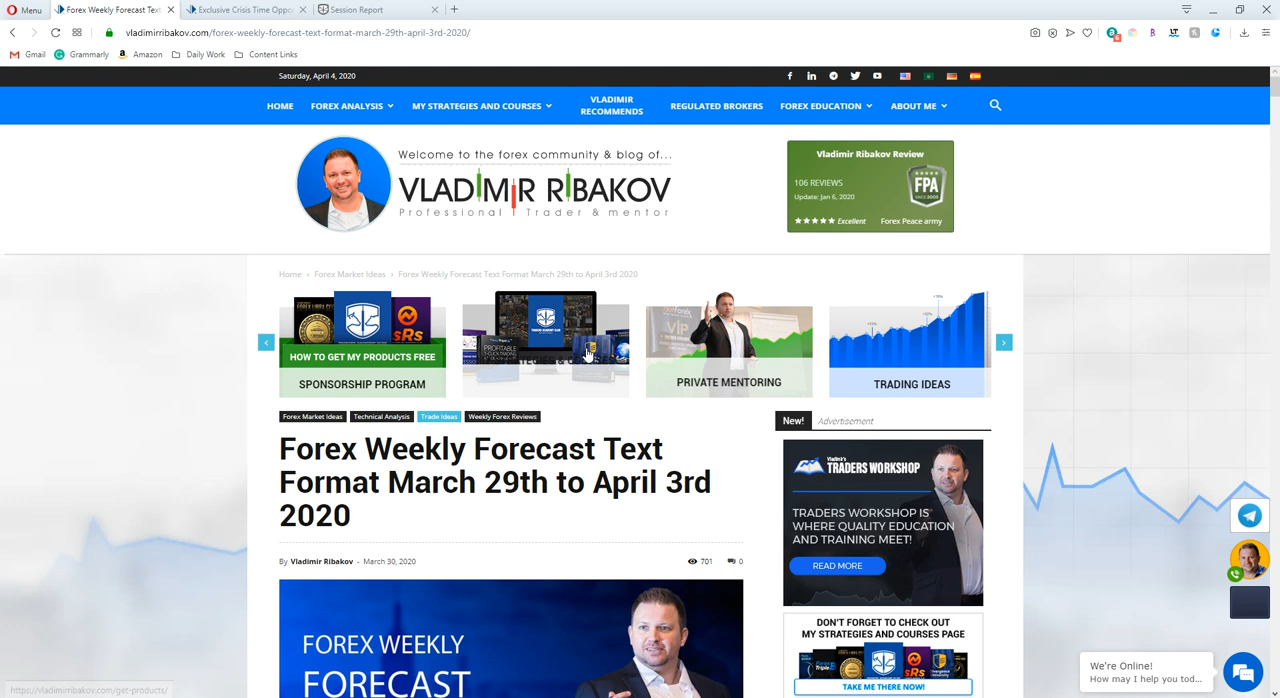 Menu
Forex Weekly Forecast Text
Exclusive Crisis Time Oppo
Session Report
vladimirribakov.com/forex-weekly-forecast-text-format-march-29th-april-3rd-2020/
Gmail
Grammarly
Amazon
Daily Work
Content Links
Saturday, April 4, 2020
HOME
FOREX ANALYSIS
MY STRATEGIES AND COURSES
VLADIMIR
RECOMMENDS
REGULATED BROKERS
FOREX EDUCATION
ABOUT ME
Welcome to the forex community & blog of...
VLADIMIR RIBAKOV
Professional Trader & mentor
Vladimir Ribakov Review
106 REVIEWS
Update: Jan 6, 2020
FPA
SINCE 2005
Excellent
Forex Peace army
Home › Forex Market Ideas › Forex Weekly Forecast Text Format March 29th to April 3rd 2020
sRs
HOW TO GET MY PRODUCTS FREE
SPONSORSHIP PROGRAM
VIP
PRIVATE MENTORING
TRADING IDEAS
Forex Market Ideas
Technical Analysis
Trade Ideas
Weekly Forex Reviews
New!
Advertisement
Forex Weekly Forecast Text
Format March 29th to April 3rd
2020
By Vladimir Ribakov - March 30, 2020
701
0
FOREX WEEKLY
FORECAST
Vladimir's
TRADERS WORKSHOP
TRADERS WORKSHOP IS
WHERE QUALITY EDUCATION
AND TRAINING MEET!
READ MORE
DON'T FORGET TO CHECK OUT
MY STRATEGIES AND COURSES PAGE
TAKE ME THERE NOW!
We're Online!
How may I help you tod...
https://vladimirribakov.com/get-products/